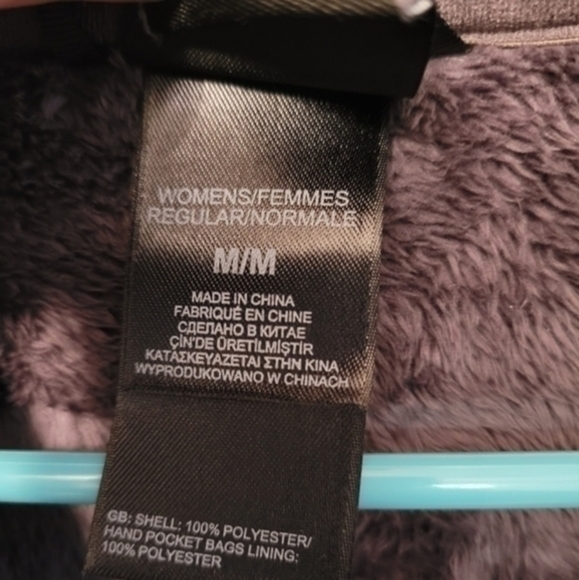 WOMENS/FEMMES
REGULAR/NORMALE
M/M
MADE IN CHINA
FABRIQUÉ EN CHINE
СДЕЛАНО В КИТАЕ
ÇİN'DE ÜRETİLMİŞTİR
ΚΑΤΑΣΚΕΥΑΖΕΤΑΙ ΣΤΗΝ ΚΙΝΑ
WYPRODUKOWANO W CHINACH
GB: SHELL: 100% POLYESTER/
HAND POCKET BAGS LINING:
100% POLYESTER